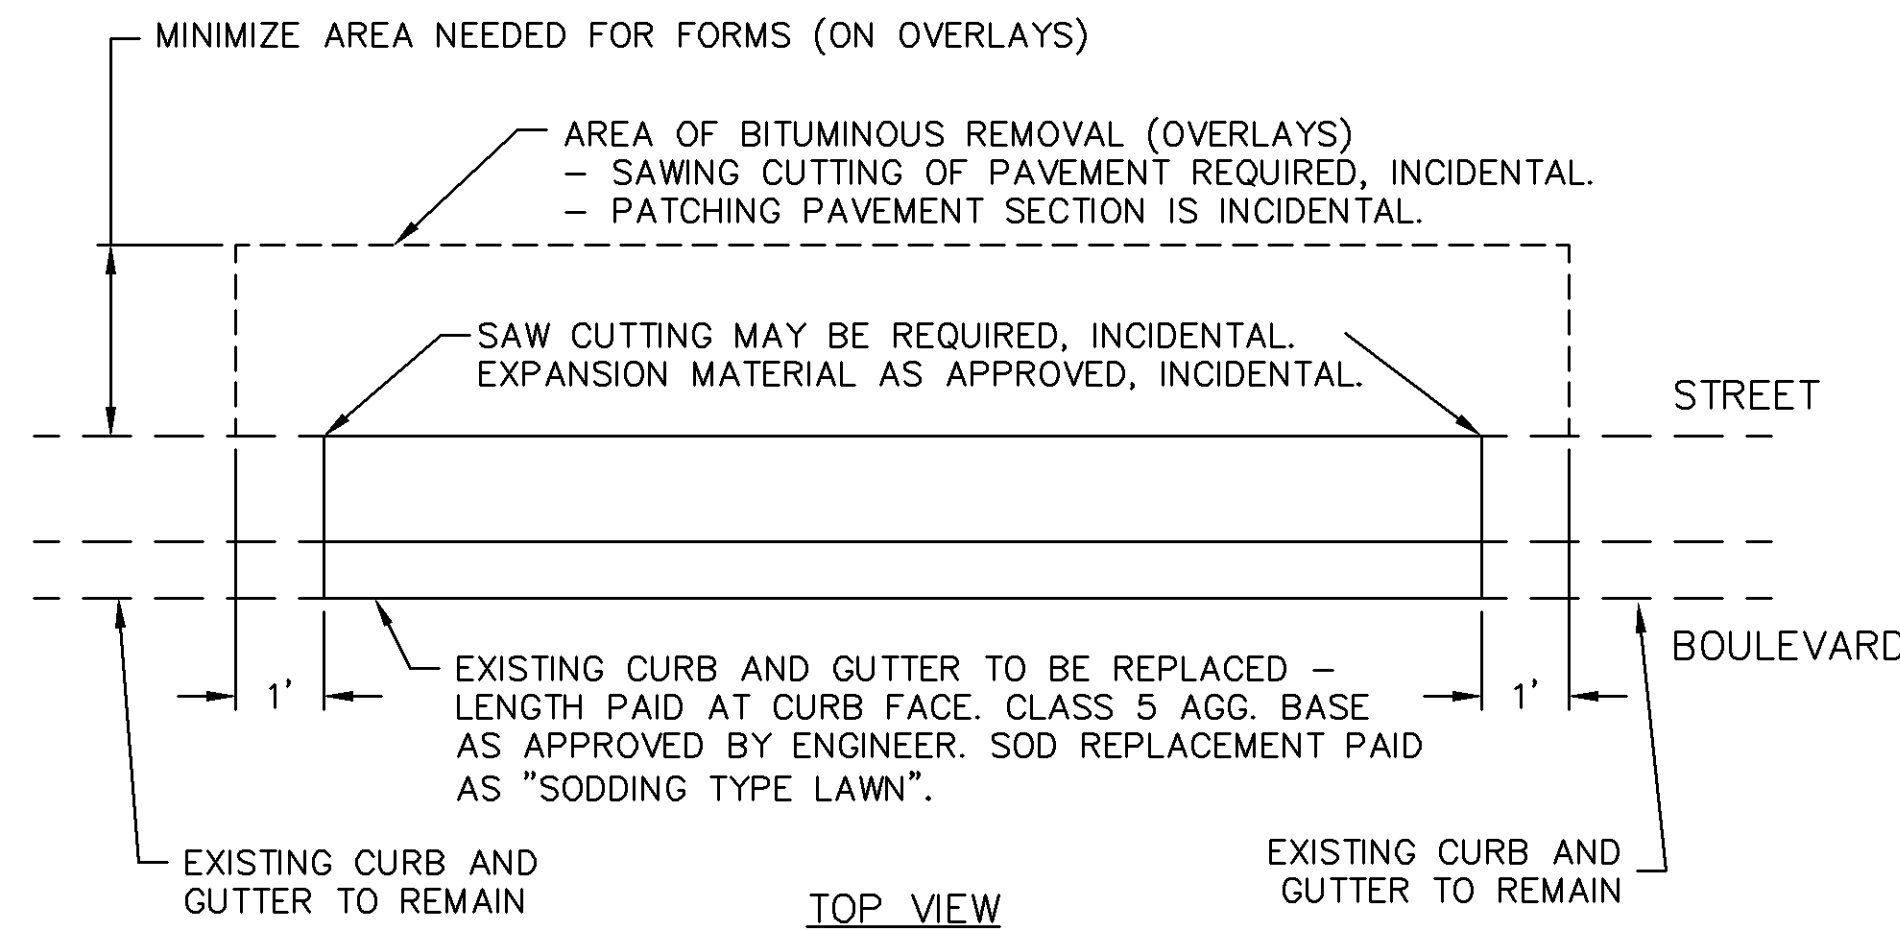 MINIMIZE AREA NEEDED FOR FORMS (ON OVERLAYS)
AREA OF BITUMINOUS REMOVAL (OVERLAYS)
– SAWING CUTTING OF PAVEMENT REQUIRED, INCIDENTAL.
– PATCHING PAVEMENT SECTION IS INCIDENTAL.
SAW CUTTING MAY BE REQUIRED, INCIDENTAL.
EXPANSION MATERIAL AS APPROVED, INCIDENTAL.
STREET
BOULEVARD
EXISTING CURB AND GUTTER TO BE REPLACED –
LENGTH PAID AT CURB FACE. CLASS 5 AGG. BASE
AS APPROVED BY ENGINEER. SOD REPLACEMENT PAID
AS "SODDING TYPE LAWN".
1'
1'
EXISTING CURB AND
GUTTER TO REMAIN
EXISTING CURB AND
GUTTER TO REMAIN
TOP VIEW